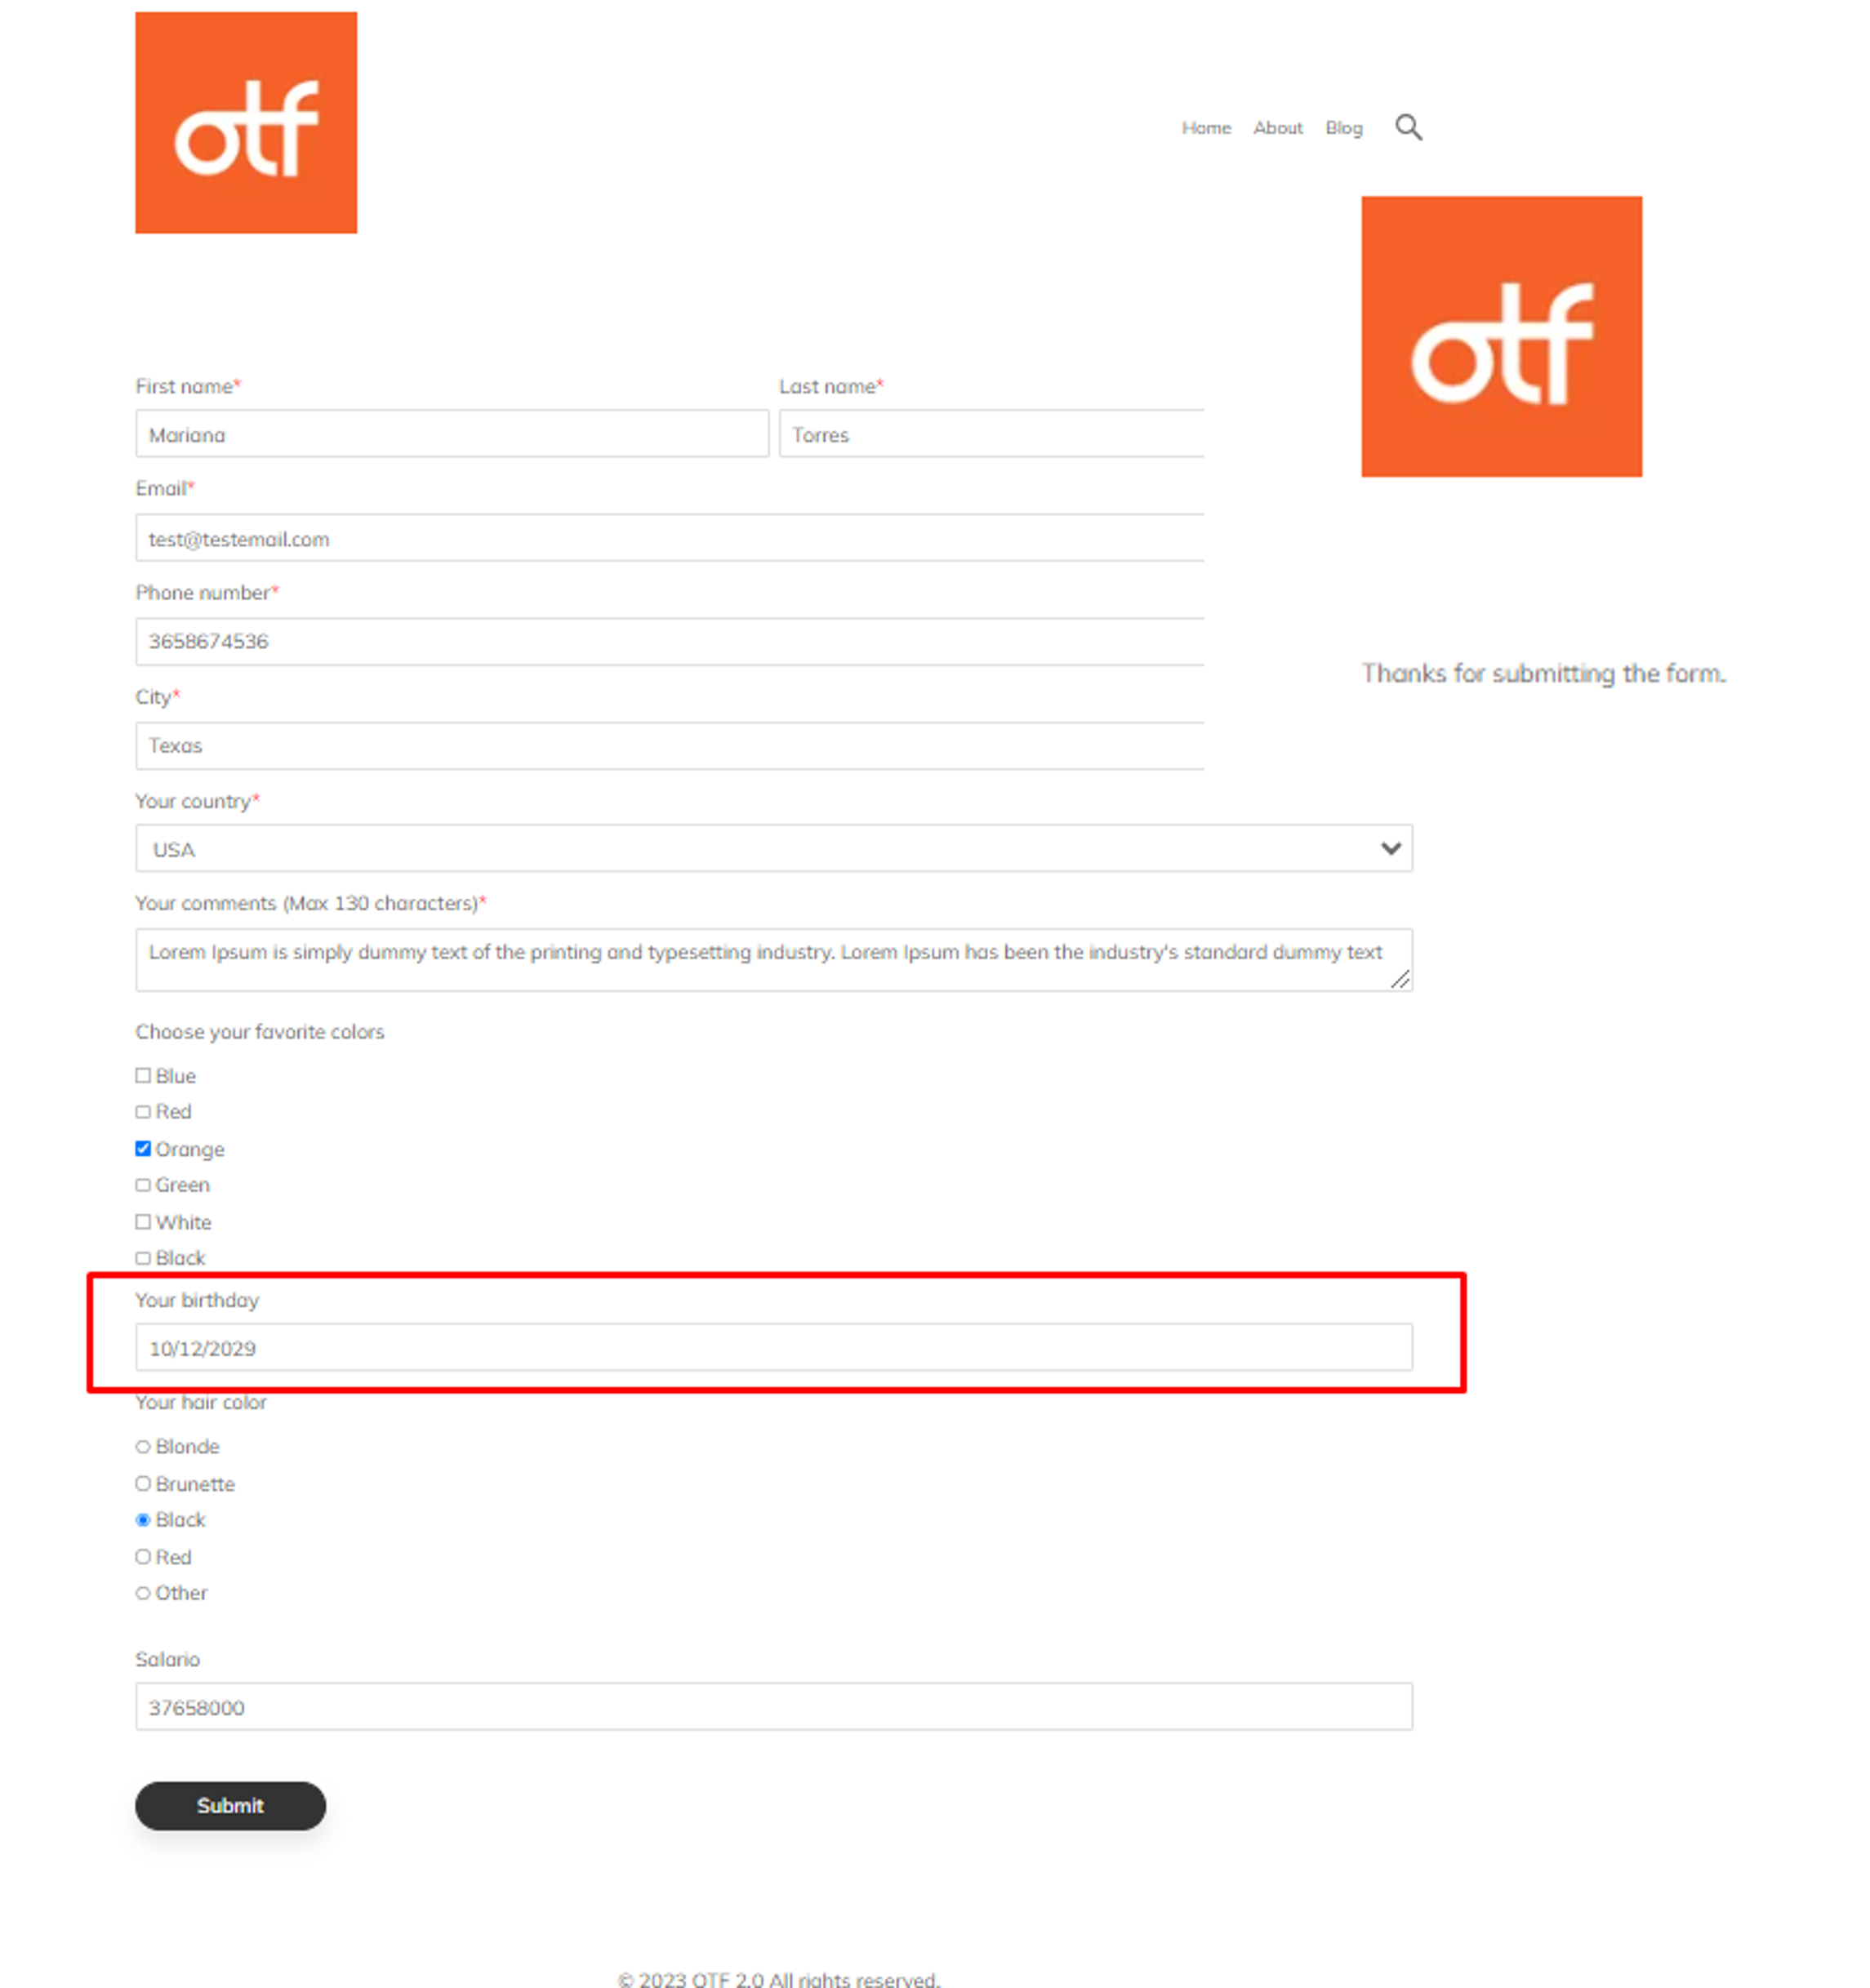 otf
Home About Blog
otf
First name* Last name*
Mariana Torres
Email*
test@testemail.com
Phone number*
3658674536
Thanks for submitting the form.
City*
Texas
Your country*
USA
Your comments (Max 130 characters)*
Lorem Ipsum is simply dummy text of the printing and typesetting industry. Lorem Ipsum has been the industry's standard dummy text
Choose your favorite colors
Blue
Red
Orange
Green
White
Black
Your birthday
10/12/2029
Your hair color
Blonde
Brunette
Black
Red
Other
Salario
37658000
Submit
© 2023 OTF 2.0 All rights reserved.